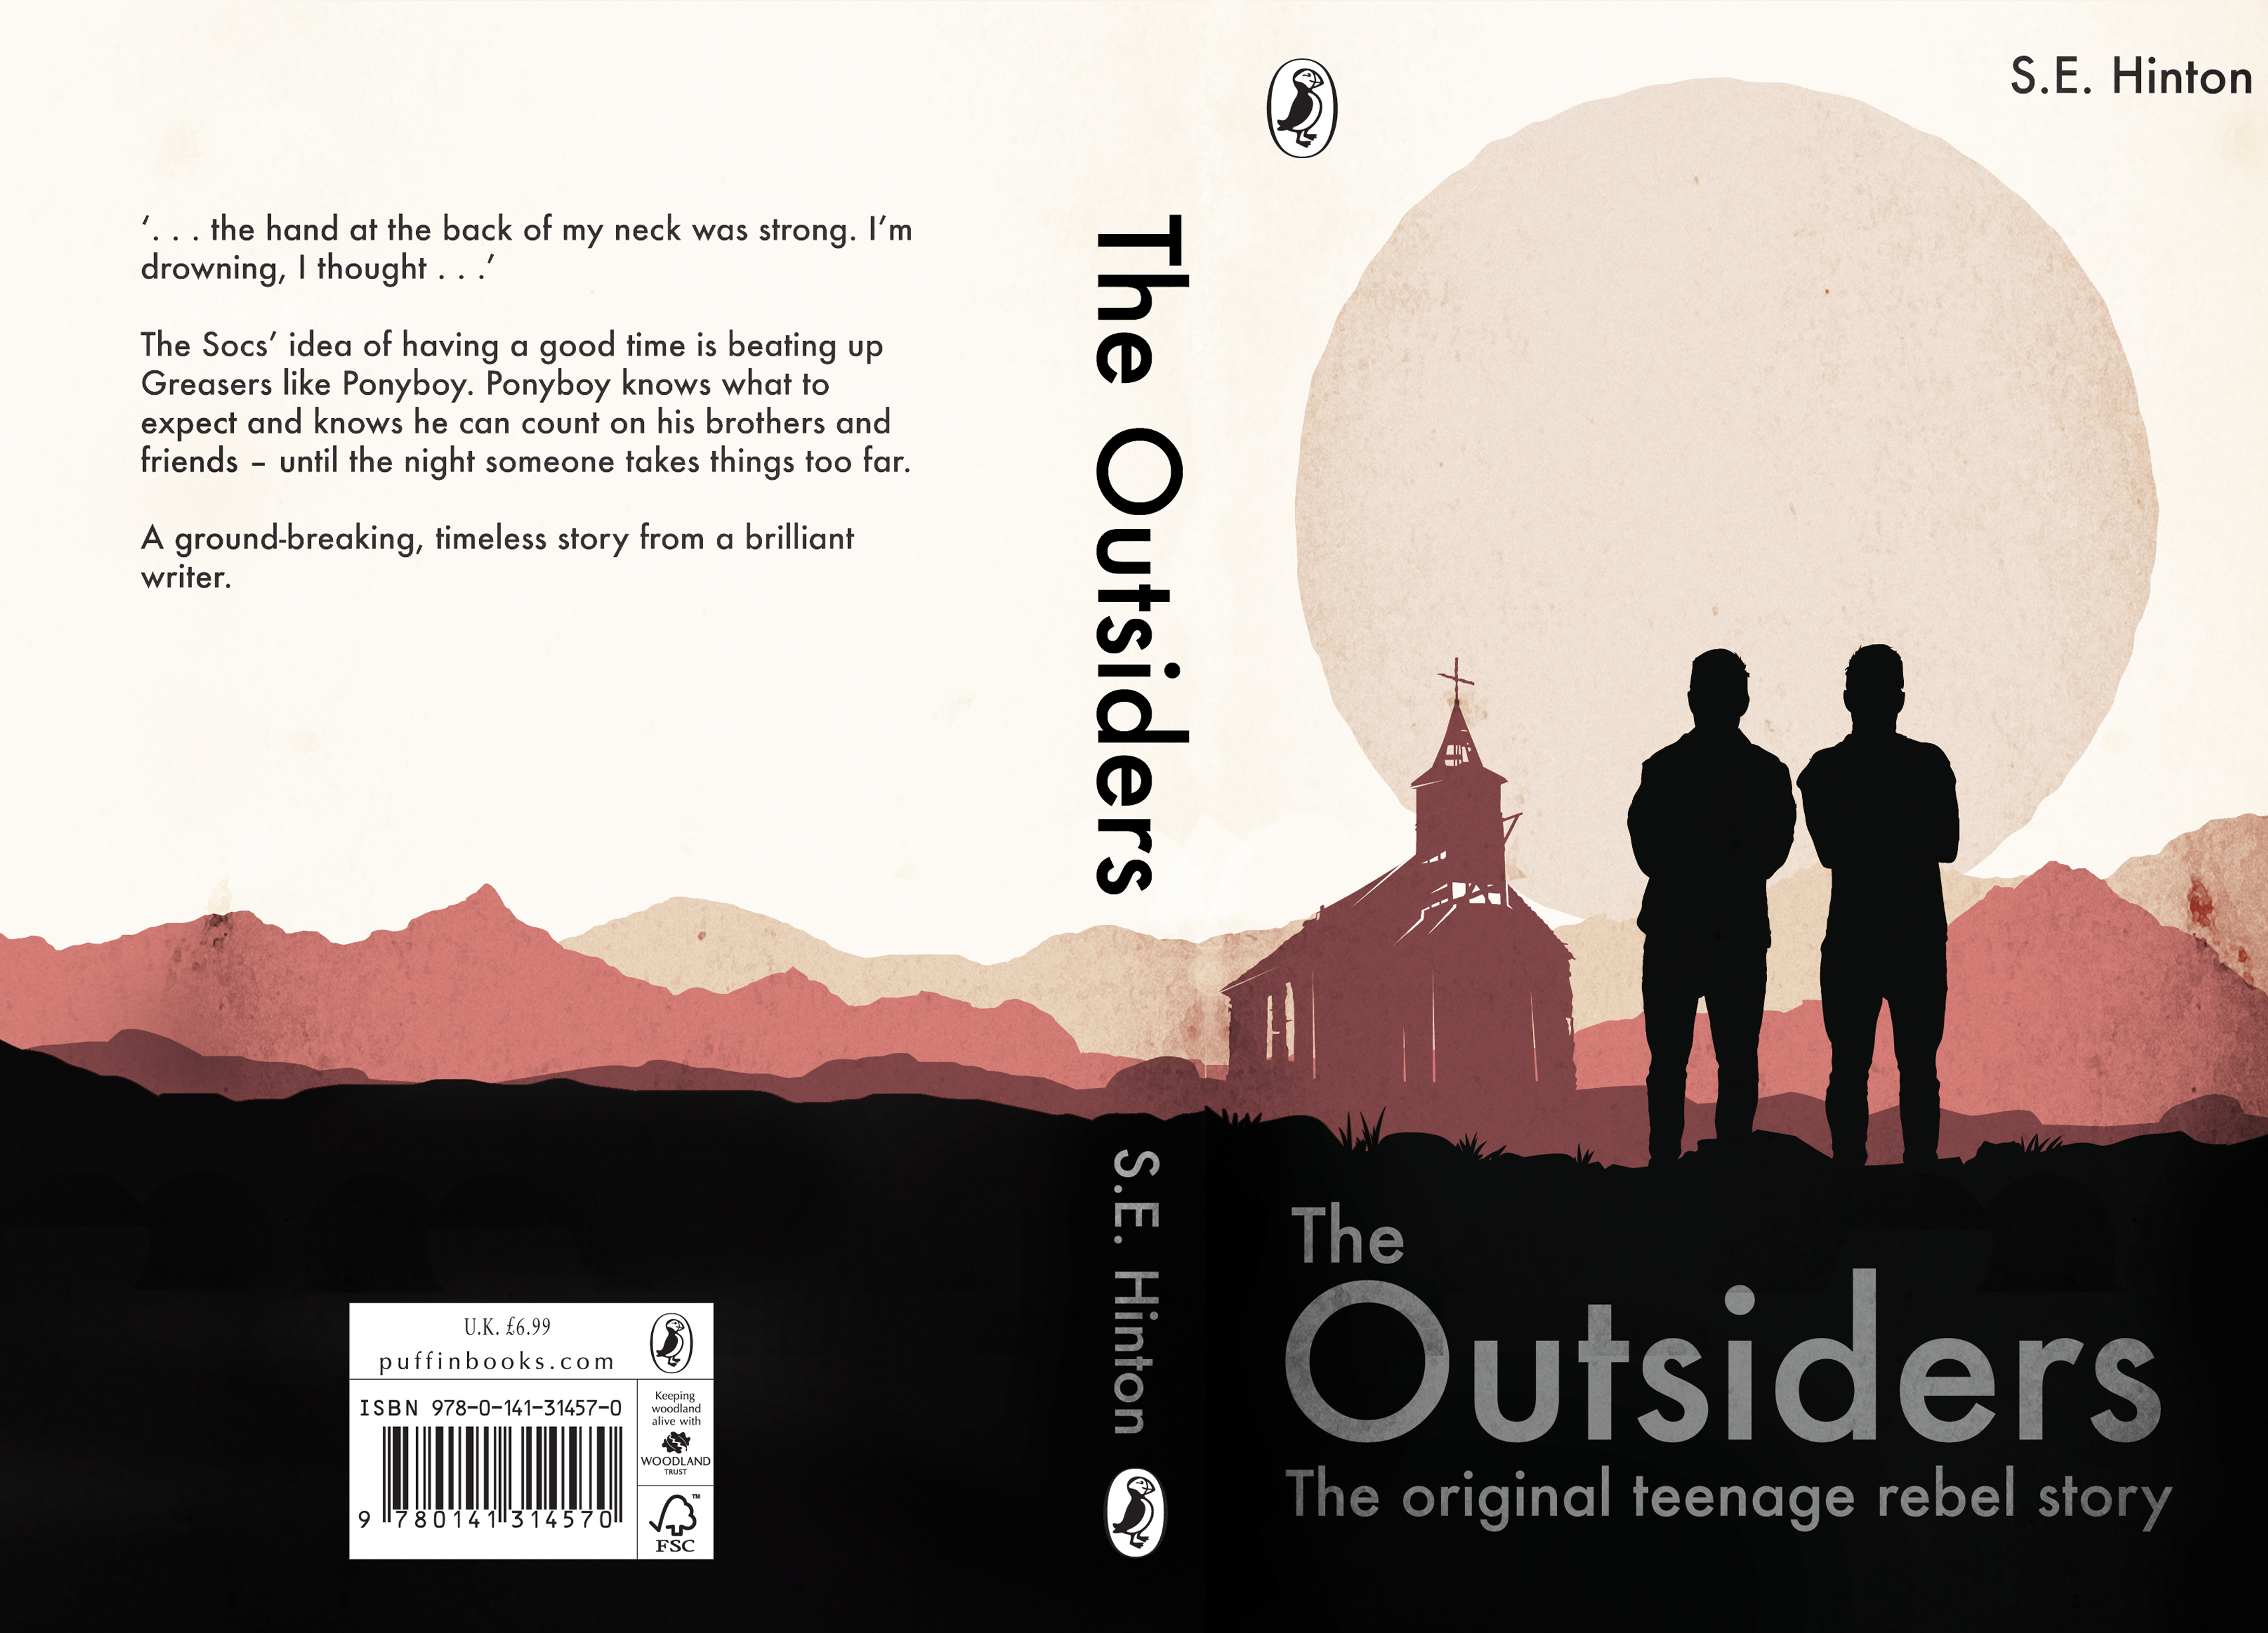 ‘. . . the hand at the back of my neck was strong. I’m
drowning, I thought . . .’
The Socs’ idea of having a good time is beating up
Greasers like Ponyboy. Ponyboy knows what to
expect and knows he can count on his brothers and
friends – until the night someone takes things too far.
A ground-breaking, timeless story from a brilliant
writer.
U.K. £6.99
puffinbooks.com
ISBN 978-0-141-31457-0
9 780141 314570
Keeping
woodland
alive with
WOODLAND
TRUST
™
FSC
The Outsiders
S.E. Hinton
S.E. Hinton
The
Outsiders
The original teenage rebel story